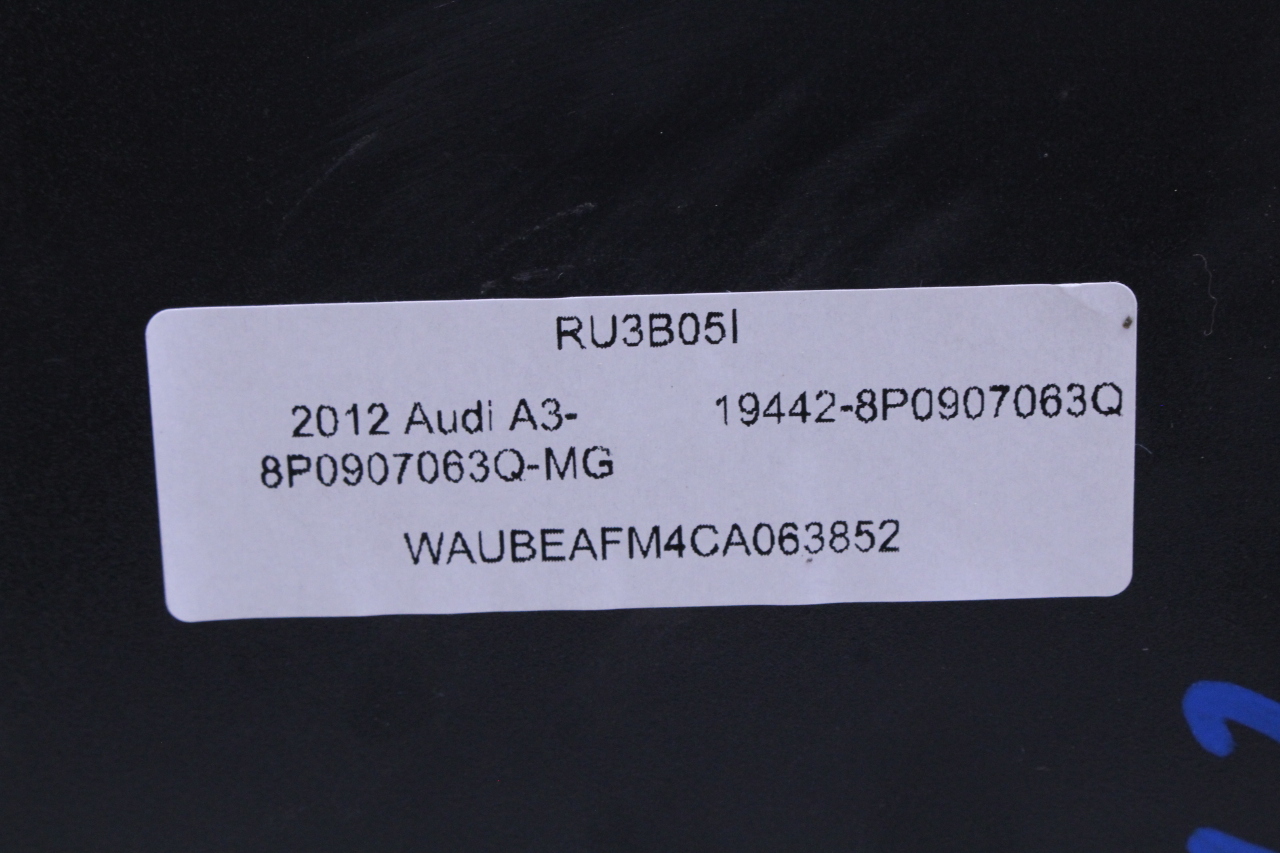 RU3B05I
2012 Audi A3- 19442-8P0907063Q
8P0907063Q-MG
WAUBEAFM4CA063852